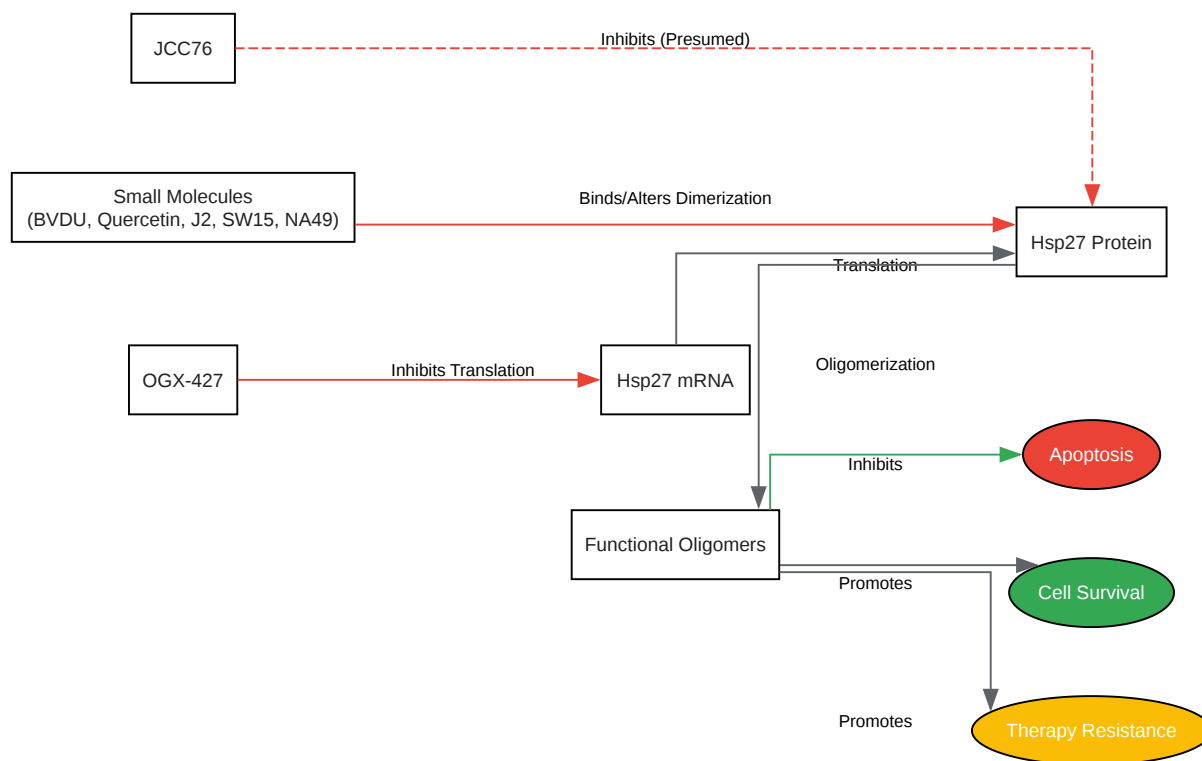 JCC76
Inhibits (Presumed)
Small Molecules
(BVDU, Quercetin, J2, SW15, NA49)
Binds/Alters Dimerization
Hsp27 Protein
Translation
OGX-427
Inhibits Translation
Hsp27 mRNA
Oligomerization
Inhibits
Apoptosis
Functional Oligomers
Promotes
Cell Survival
Promotes
Therapy Resistance